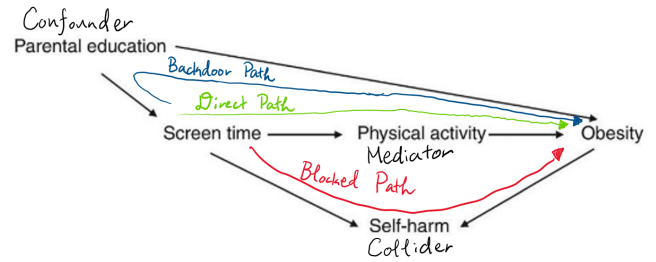 Confounder
Parental education
Backdoor Path
Direct Path
Screen time
Physical activity
Obesity
Mediator
Blocked Path
Self-harm
Collider